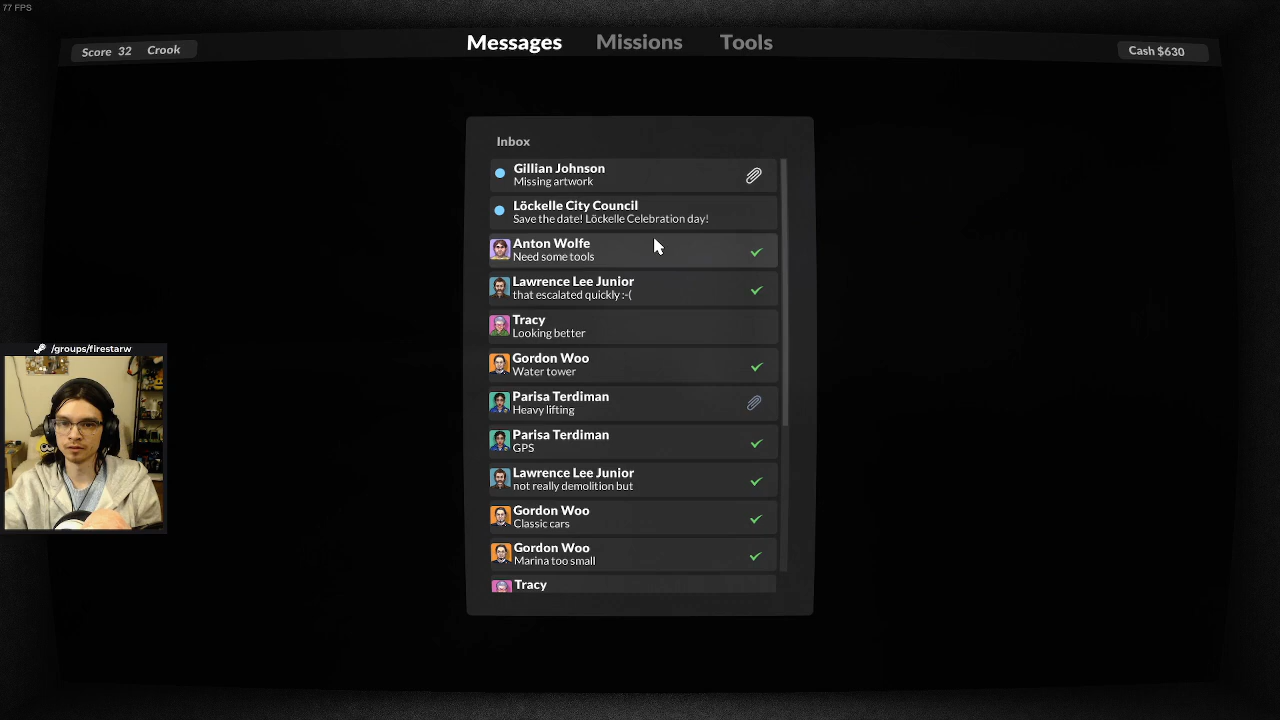 77 FPS
Score 32 Crook
Messages Missions Tools
Cash $630
Inbox
Gillian Johnson
Missing artwork
Löckelle City Council
Save the date! Löckelle Celebration day!
Anton Wolfe
Need some tools
Lawrence Lee Junior
that escalated quickly :-(
Tracy
Looking better
Gordon Woo
Water tower
Parisa Terdiman
Heavy lifting
Parisa Terdiman
GPS
Lawrence Lee Junior
not really demolition but
Gordon Woo
Classic cars
Gordon Woo
Marina too small
Tracy
/groups/firestarw